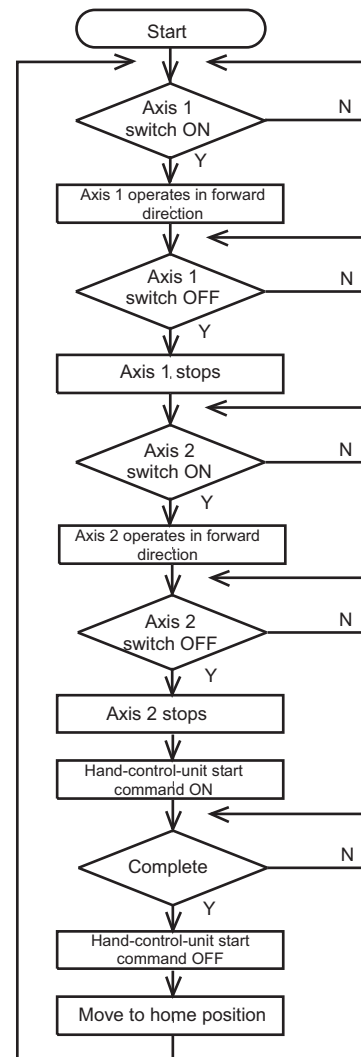 Start
Axis 1
switch ON
N
Y
Axis 1 operates in forward
direction
Axis 1
switch OFF
N
Y
Axis 1 stops
Axis 2
switch ON
N
Y
Axis 2 operates in forward
direction
Axis 2
switch OFF
N
Y
Axis 2 stops
Hand-control-unit start
command ON
Complete
N
Y
Hand-control-unit start
command OFF
Move to home position